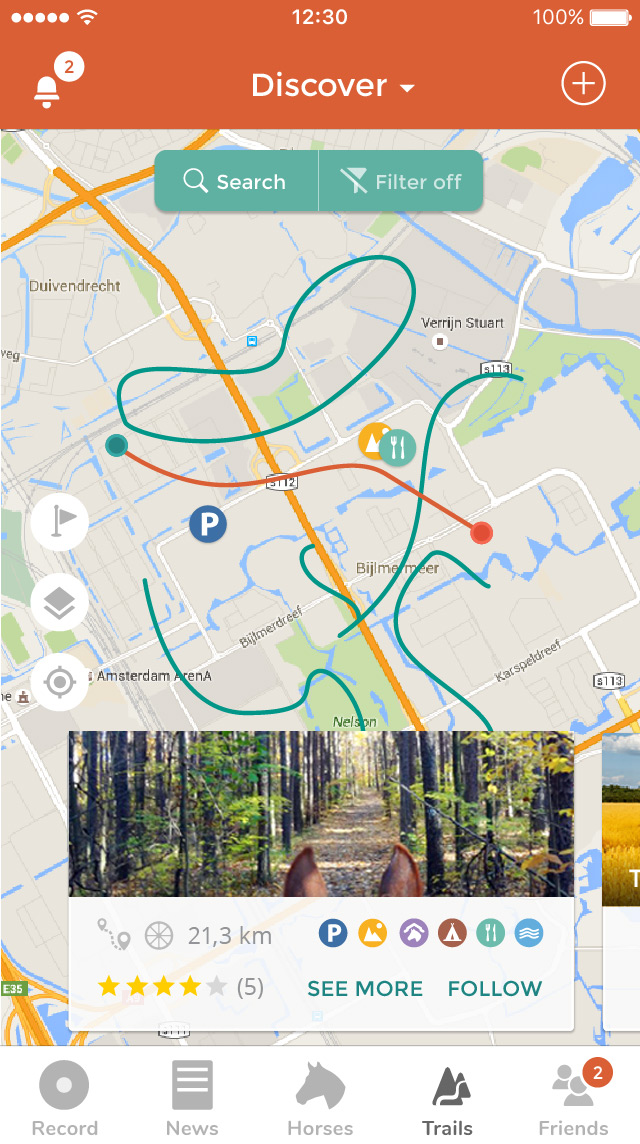 12:30
100%
2
Discover
Search
Filter off
Duivendrecht
Verrijn Stuart
s113
s112
P
Bijlmermeer
Bijlmerdreef
Karspeldreef
Amsterdam ArenA
s113
Nelson
T
21,3 km
P
(5)
SEE MORE
FOLLOW
E35
2
Record
News
Horses
Trails
Friends